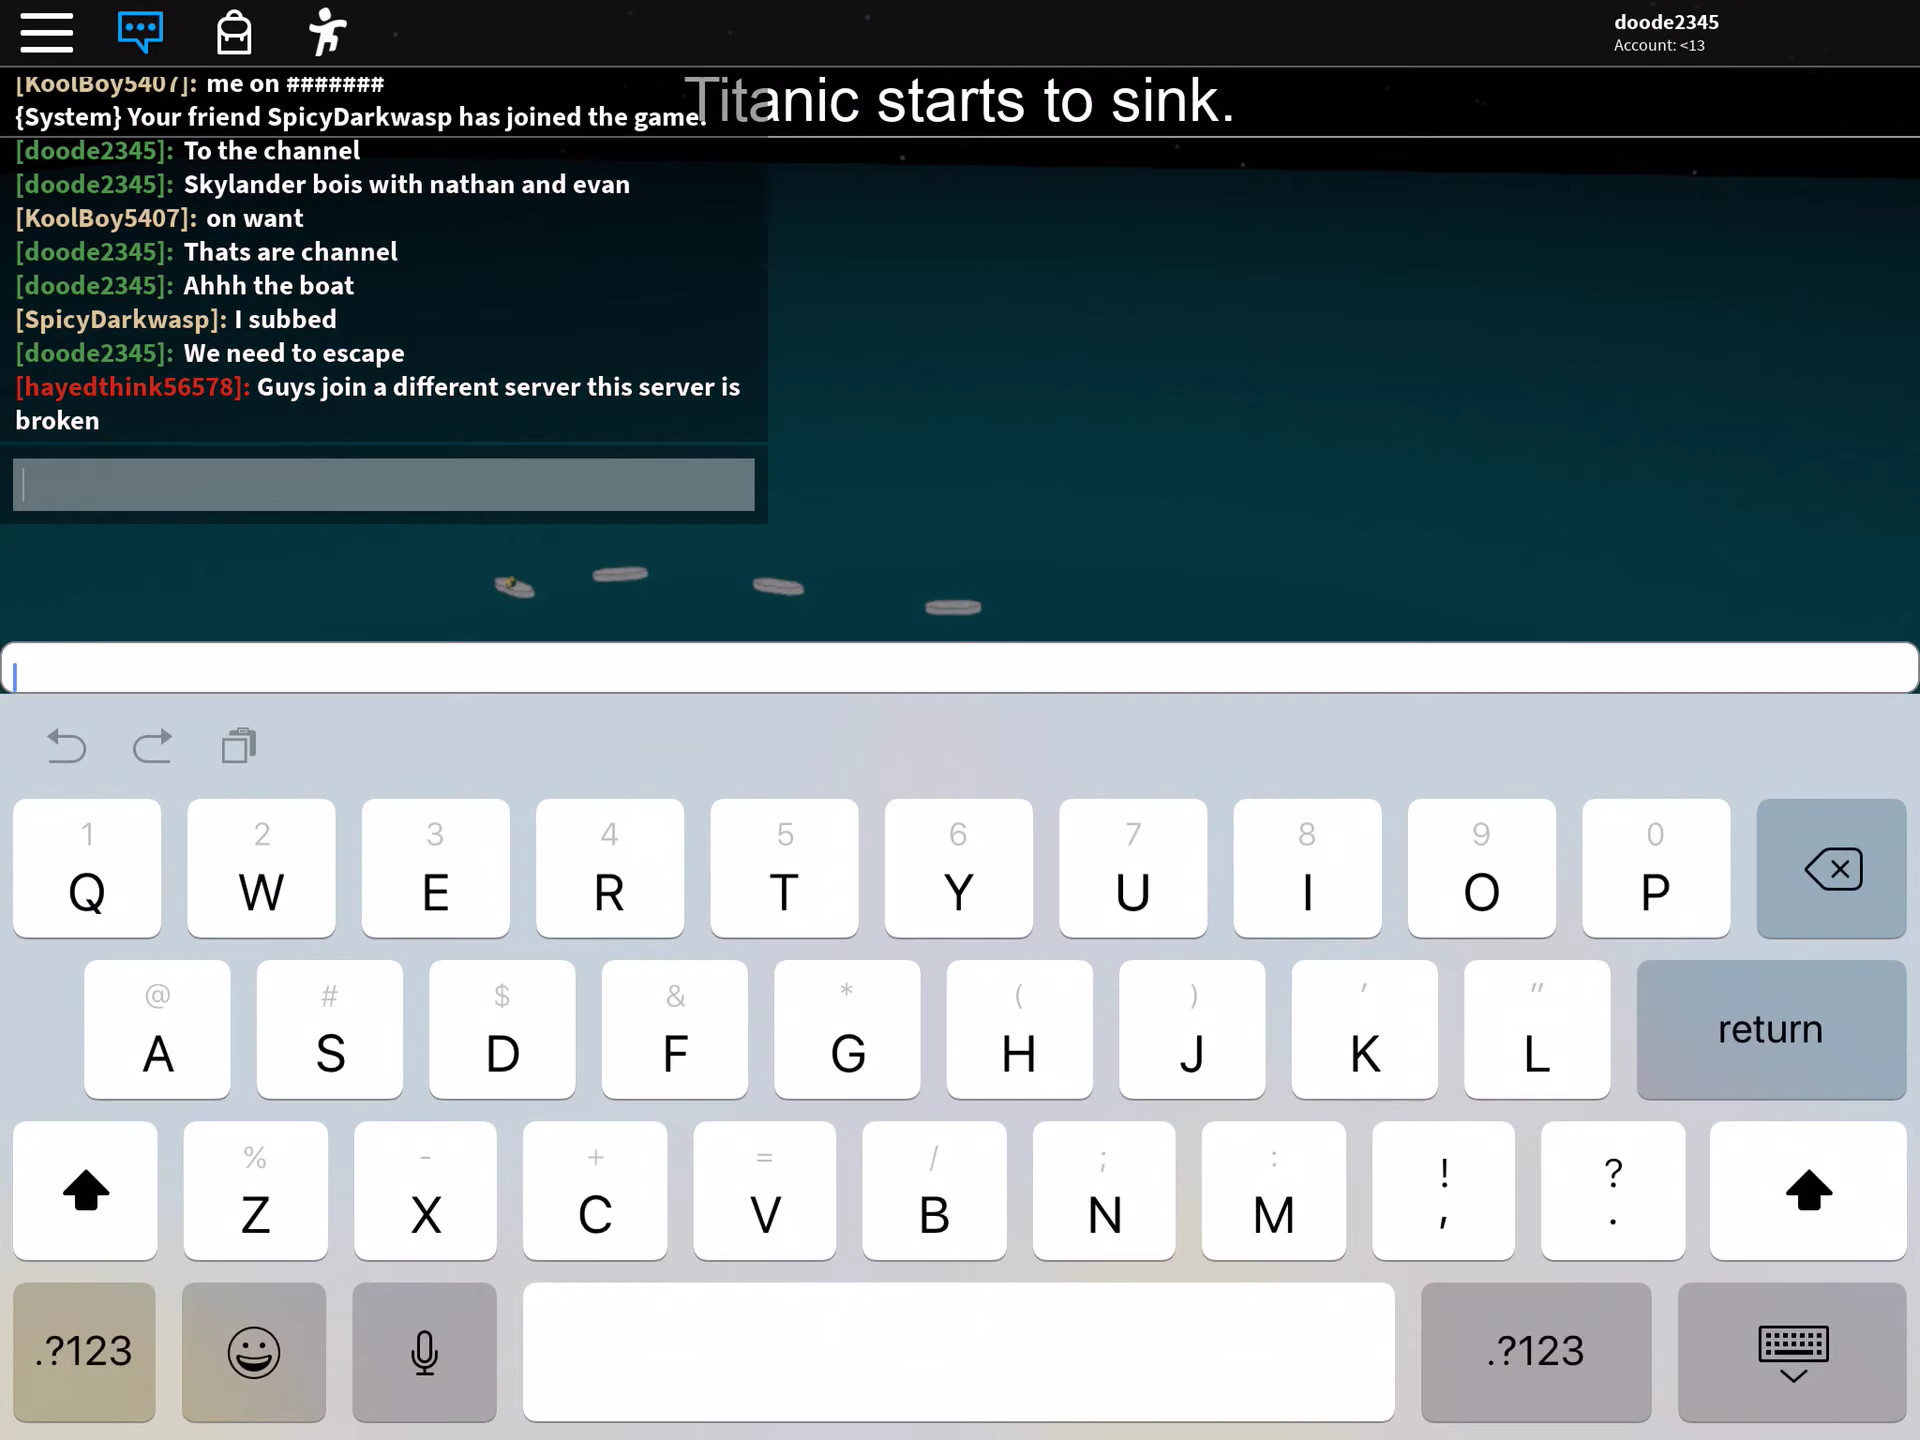 doode2345
Account: <13
[KoolBoy5407]: me on #######
Titanic starts to sink.
{System} Your friend SpicyDarkwasp has joined the game.
[doode2345]: To the channel
[doode2345]: Skylander bois with nathan and evan
[KoolBoy5407]: on want
[doode2345]: Thats are channel
[doode2345]: Ahhh the boat
[SpicyDarkwasp]: I subbed
[doode2345]: We need to escape
[hayedthink56578]: Guys join a different server this server is
broken
1 2 3 4 5 6 7 8 9 0
Q W E R T Y U I O P
@ # $ & * ( ) ' "
A S D F G H J K L return
% - + = / ; : ! ?
Z X C V B N M , .
.?123 .?123